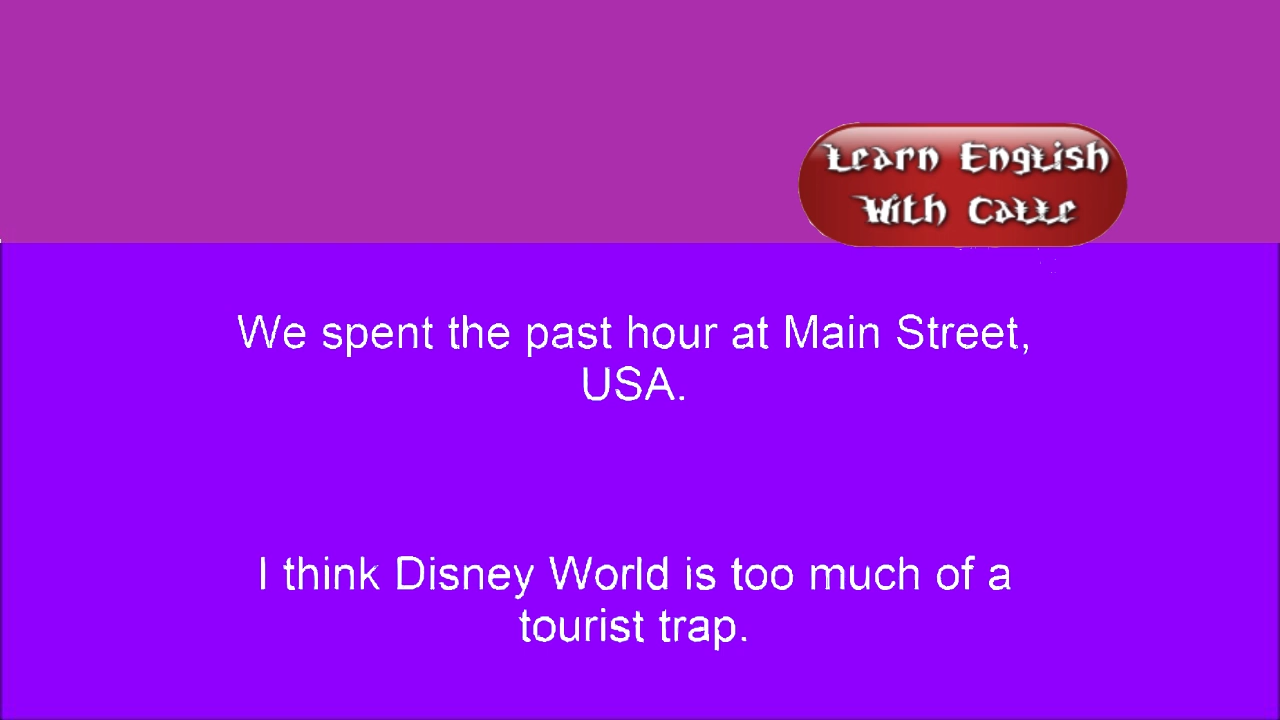 Learn English
With Calle
We spent the past hour at Main Street,
USA.
I think Disney World is too much of a
tourist trap.